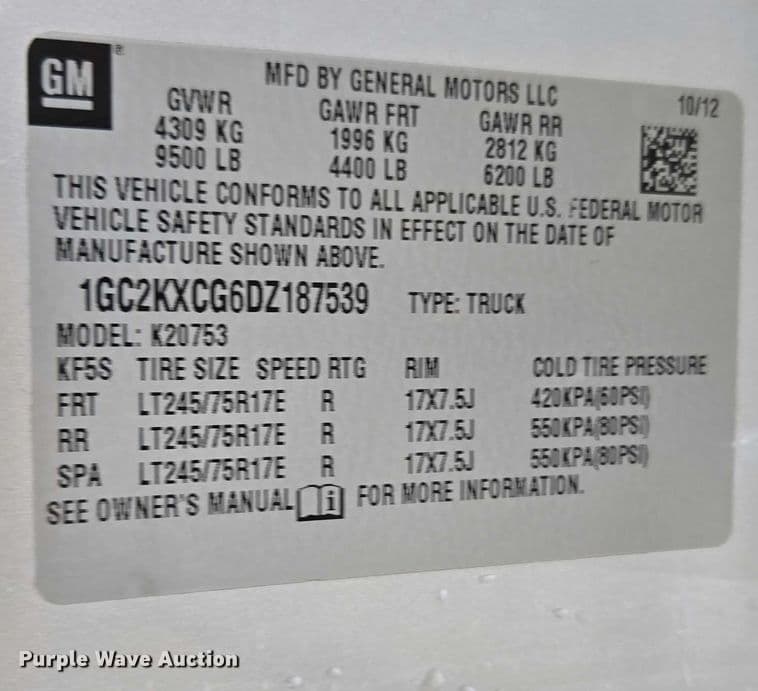 GM ®
MFD BY GENERAL MOTORS LLC 10/12
GVWR GAWR FRT GAWR RR
4309 KG 1996 KG 2812 KG
9500 LB 4400 LB 6200 LB
THIS VEHICLE CONFORMS TO ALL APPLICABLE U.S. FEDERAL MOTOR
VEHICLE SAFETY STANDARDS IN EFFECT ON THE DATE OF
MANUFACTURE SHOWN ABOVE.
1GC2KXCG6DZ187539 TYPE: TRUCK
MODEL: K20753
KF5S TIRE SIZE SPEED RTG RIM COLD TIRE PRESSURE
FRT LT245/75R17E R 17X7.5J 420KPA(60PSI)
RR LT245/75R17E R 17X7.5J 550KPA(80PSI)
SPA LT245/75R17E R 17X7.5J 550KPA(80PSI)
SEE OWNER'S MANUAL i FOR MORE INFORMATION.
Purple Wave Auction